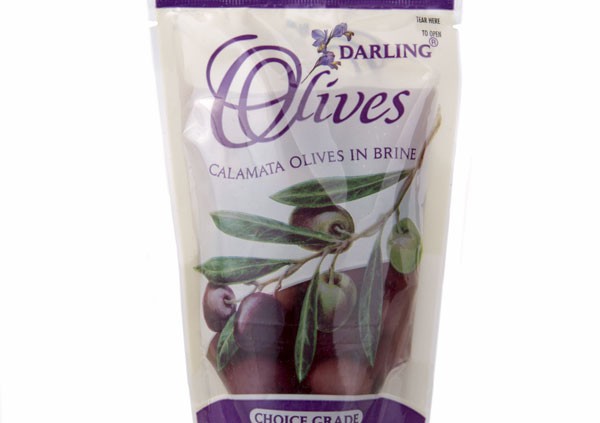 TEAR HERE
TO OPEN
DARLING®
Olives
CALAMATA OLIVES IN BRINE
CHOICE GRADE